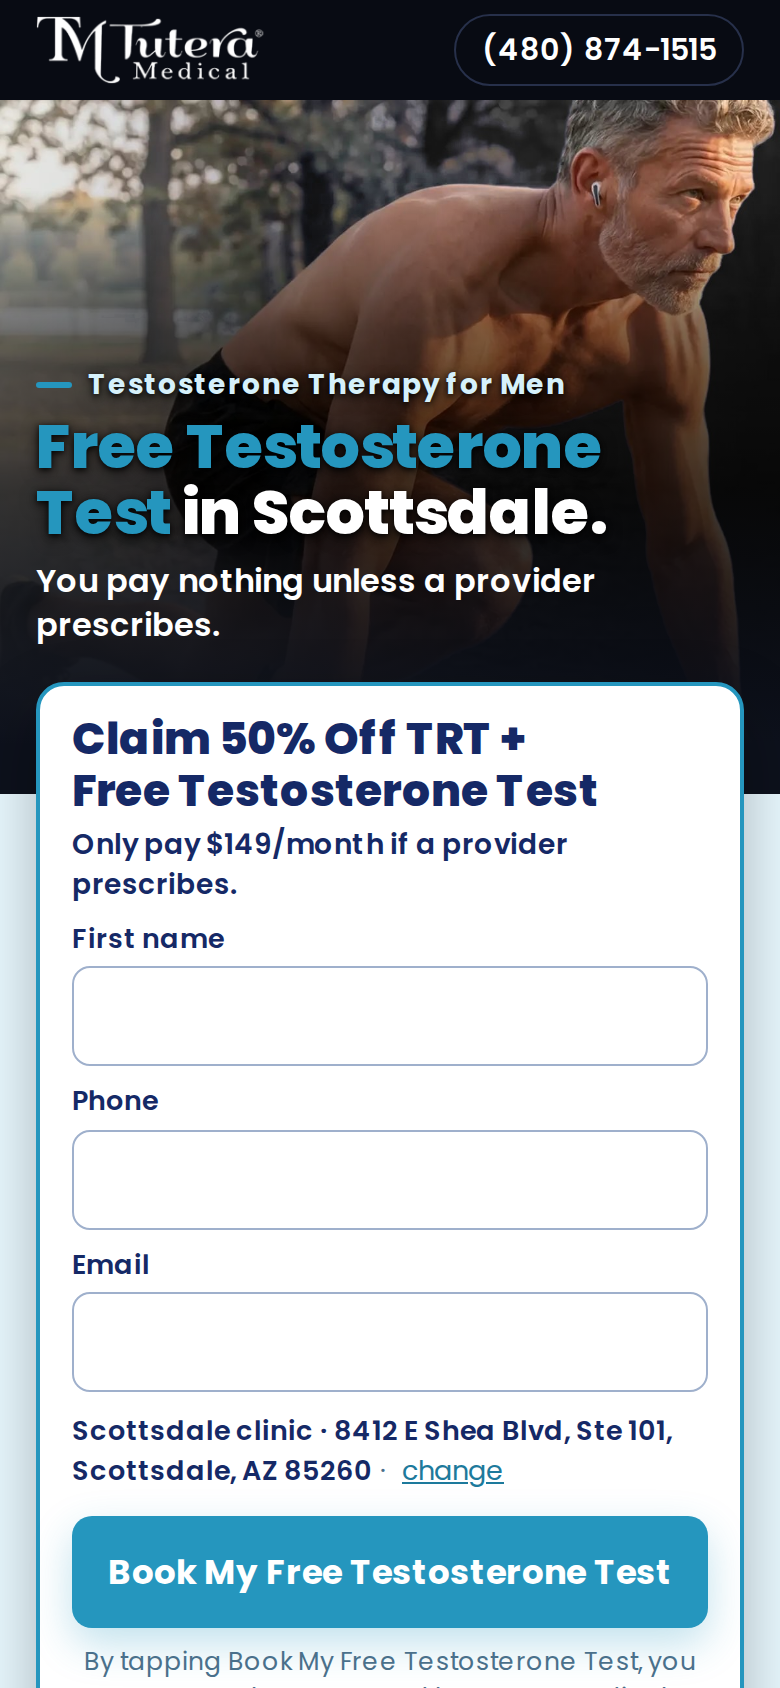 TM Tutera®
Medical
(480) 874-1515
Testosterone Therapy for Men
Free Testosterone
Test in Scottsdale.
You pay nothing unless a provider
prescribes.
Claim 50% Off TRT +
Free Testosterone Test
Only pay $149/month if a provider
prescribes.
First name
Phone
Email
Scottsdale clinic · 8412 E Shea Blvd, Ste 101,
Scottsdale, AZ 85260 · change
Book My Free Testosterone Test
By tapping Book My Free Testosterone Test, you